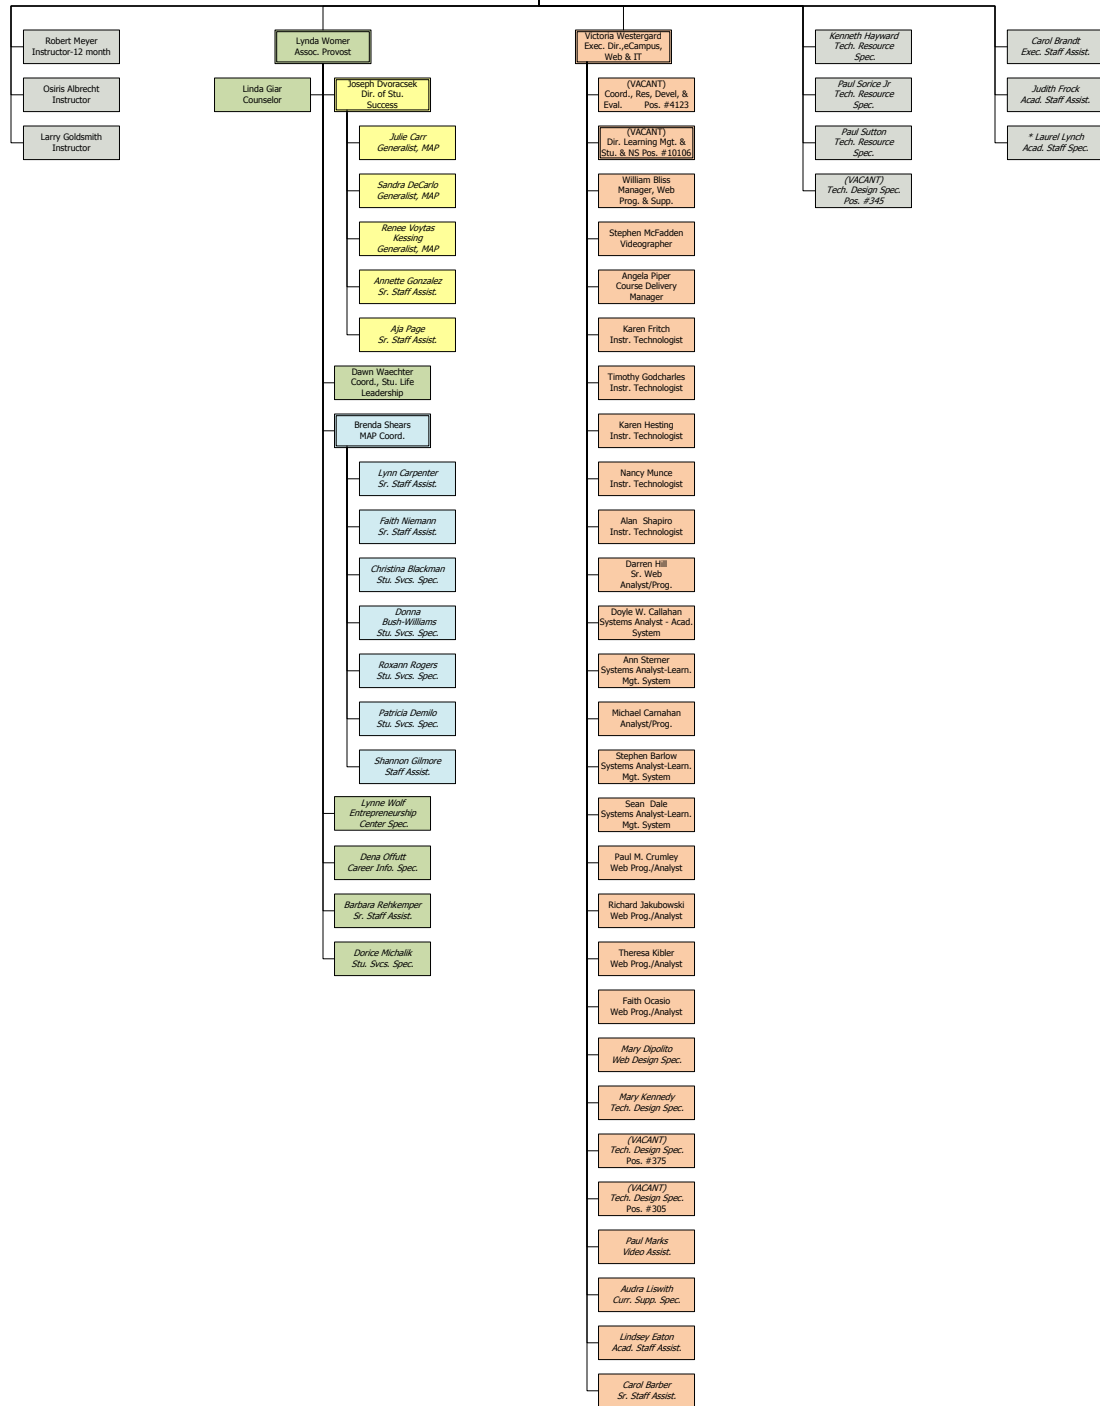 Robert Meyer
Instructor-12 month
Osiris Albrecht
Instructor
Larry Goldsmith
Instructor
Lynda Womer
Assoc. Provost
Linda Giar
Counselor
Joseph Dvoracsek
Dir. of Stu.
Success
Julie Carr
Generalist, MAP
Sandra DeCarlo
Generalist, MAP
Renee Voytas
Kessing
Generalist, MAP
Annette Gonzalez
Sr. Staff Assist.
Aja Page
Sr. Staff Assist.
Dawn Waechter
Coord., Stu. Life
Leadership
Brenda Shears
MAP Coord.
Lynn Carpenter
Sr. Staff Assist.
Faith Niemann
Sr. Staff Assist.
Christina Blackman
Stu. Svcs. Spec.
Donna
Bush-Williams
Stu. Svcs. Spec.
Roxann Rogers
Stu. Svcs. Spec.
Patricia Demilo
Stu. Svcs. Spec.
Shannon Gilmore
Staff Assist.
Lynne Wolf
Entrepreneurship
Center Spec.
Dena Offutt
Career Info. Spec.
Barbara Rehkemper
Sr. Staff Assist.
Dorice Michalik
Stu. Svcs. Spec.
Victoria Westergard
Exec. Dir.,eCampus,
Web & IT
(VACANT)
Coord., Res, Devel, &
Eval. Pos. #4123
(VACANT)
Dir. Learning Mgt. &
Stu. & NS Pos. #10106
William Bliss
Manager, Web
Prog. & Supp.
Stephen McFadden
Videographer
Angela Piper
Course Delivery
Manager
Karen Fritch
Instr. Technologist
Timothy Godcharles
Instr. Technologist
Karen Hesting
Instr. Technologist
Nancy Munce
Instr. Technologist
Alan Shapiro
Instr. Technologist
Darren Hill
Sr. Web
Analyst/Prog.
Doyle W. Callahan
Systems Analyst - Acad.
System
Ann Sterner
Systems Analyst-Learn.
Mgt. System
Michael Carnahan
Analyst/Prog.
Stephen Barlow
Systems Analyst-Learn.
Mgt. System
Sean Dale
Systems Analyst-Learn.
Mgt. System
Paul M. Crumley
Web Prog./Analyst
Richard Jakubowski
Web Prog./Analyst
Theresa Kibler
Web Prog./Analyst
Faith Ocasio
Web Prog./Analyst
Mary Dipolito
Web Design Spec.
Mary Kennedy
Tech. Design Spec.
(VACANT)
Tech. Design Spec.
Pos. #375
(VACANT)
Tech. Design Spec.
Pos. #305
Paul Marks
Video Assist.
Audra Liswith
Curr. Supp. Spec.
Lindsey Eaton
Acad. Staff Assist.
Carol Barber
Sr. Staff Assist.
Kenneth Hayward
Tech. Resource
Spec.
Paul Sorice Jr
Tech. Resource
Spec.
Paul Sutton
Tech. Resource
Spec.
(VACANT)
Tech. Design Spec.
Pos. #345
Carol Brandt
Exec. Staff Assist.
Judith Frock
Acad. Staff Assist.
* Laurel Lynch
Acad. Staff Spec.